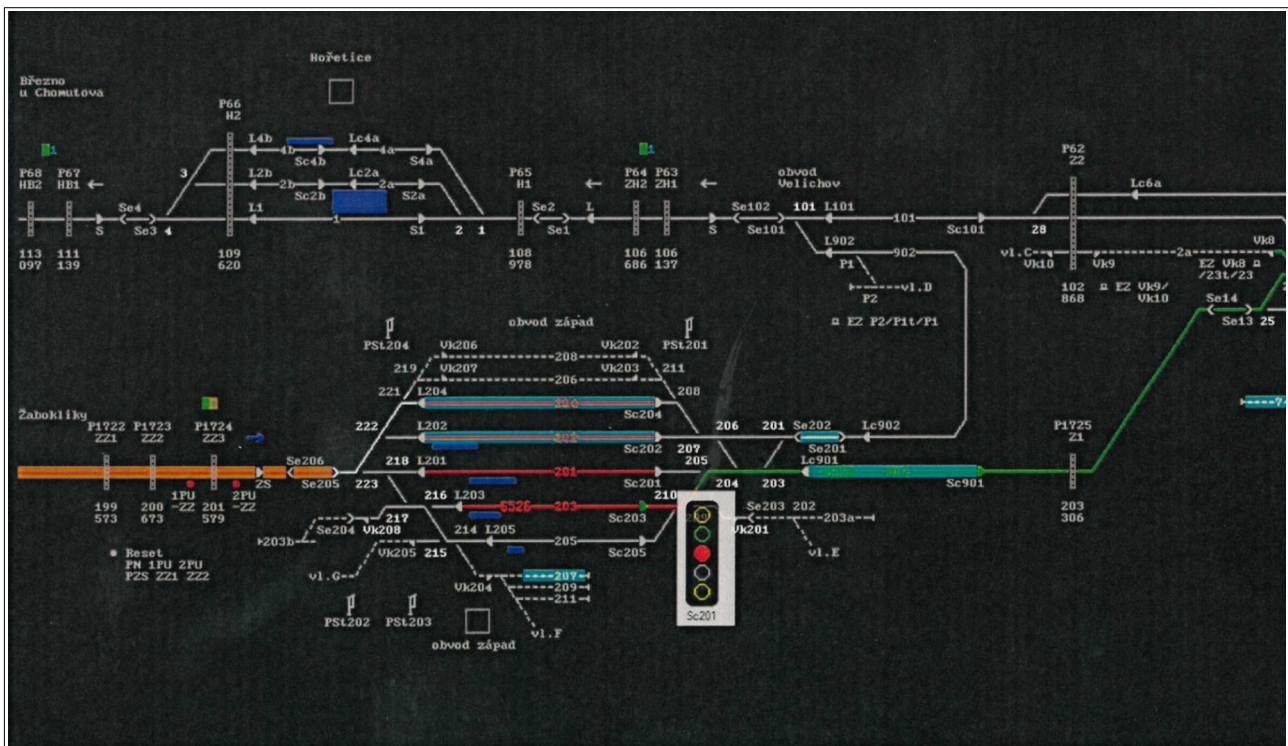 Hořetice
Březno
u Chomutova
P66
H2
L4b
4b
Sc4b
Lc4a
4a
S4a
1
1
P68
HB2
P67
HB1
3
L2b
2b
Sc2b
Lc2a
2a
S2a
P65
H1
P64
ZH2
P63
ZH1
obvod
Velichov
P62
Z2
Lc6a
Se4
S
Se3
4
L1
1
S1
2
1
Se2
Se1
L
S
Se102
Se101
101
L101
101
Sc101
28
113
097
111
139
109
620
108
978
106
686
106
137
L902
902
P1
P2
vl.D
¤ EZ P2/P1t/P1
vl.C
Vk10
Vk9
2a
Vk8
EZ Vk8 ¤
/23t/23
102
868
¤ EZ Vk9/
Vk10
Se14
Se13
25
obvod západ
PSt204
PSt201
Vk206
208
Vk202
219
Vk207
206
Vk203
211
221
L204
204
Sc204
208
Žabokliky
P1722
ZZ1
P1723
ZZ2
P1724
ZZ3
222
L202
202
Sc202
207
206
201
Se202
Se201
Lc902
P1725
Z1
Se206
Se205
ZS
218
223
L201
201
Sc201
205
204
203
Lc901
Sc901
199
573
200
673
201
579
1PU
-ZZ
2PU
-ZZ
203
306
216
L203
6526
203
Sc203
210
Se203
202
203a
Vk201
vl.E
203b
Se204
217
Vk208
214
L205
205
Sc205
215
Vk205
vl.G
Vk204
207
209
211
vl.F
Reset
PN 1PU 2PU
PZS ZZ1 ZZ2
PSt202
PSt203
obvod západ
Sc201